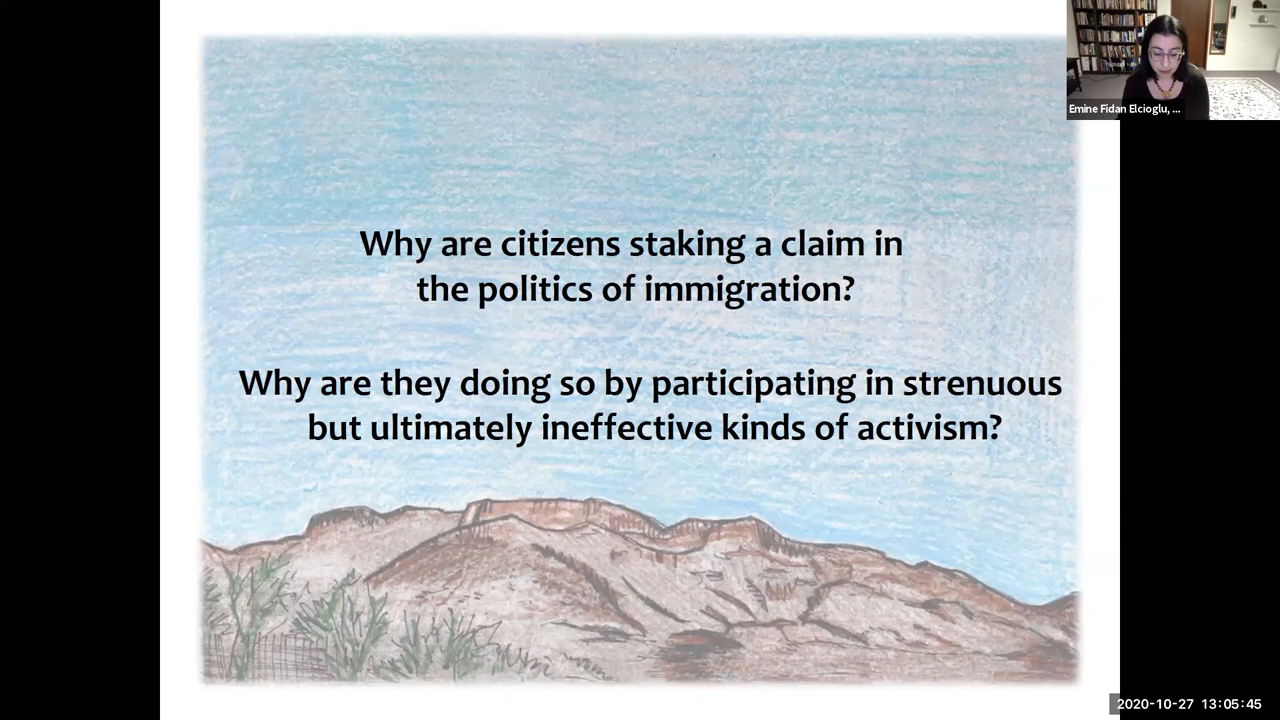 Why are citizens staking a claim in
the politics of immigration?
Why are they doing so by participating in strenuous
but ultimately ineffective kinds of activism?
Emine Fidan Elcioglu, ...
2020-10-27 13:05:45